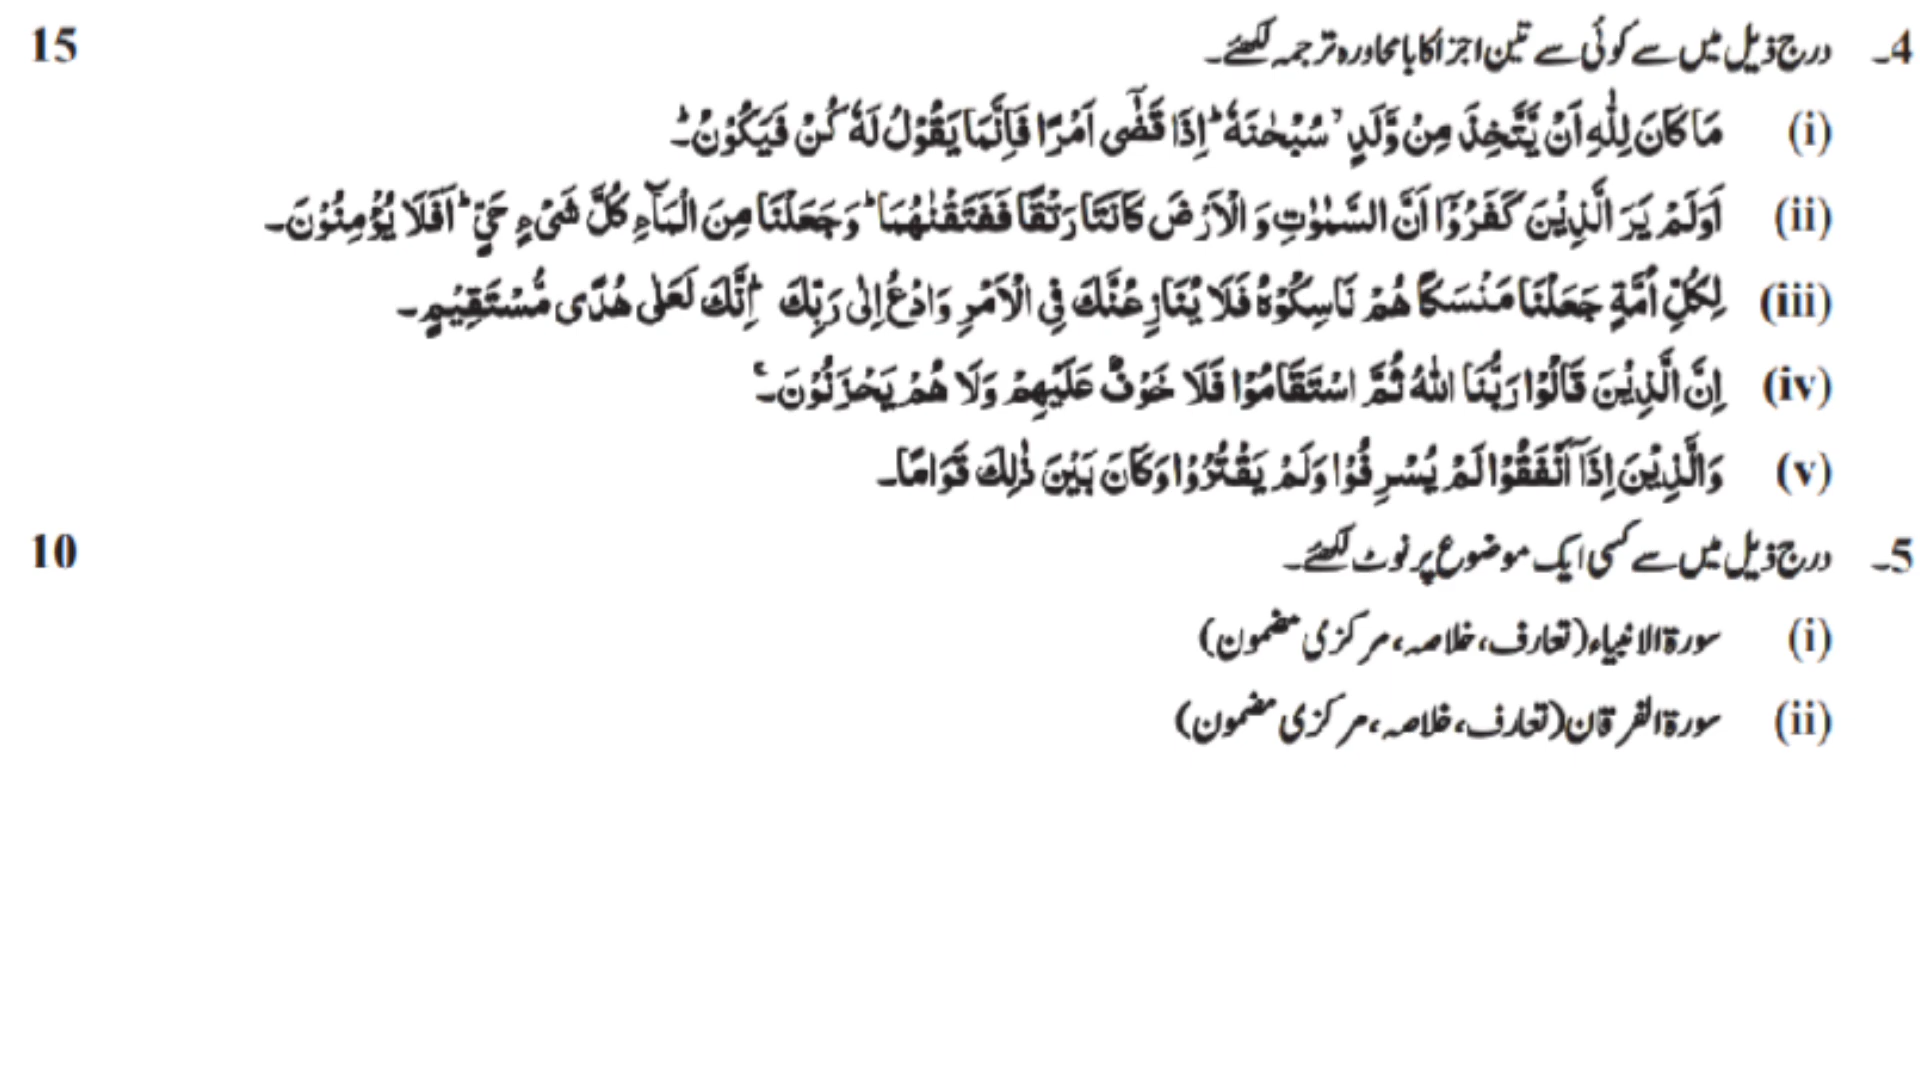 4۔ درج ذیل میں سے کوئی سے تین اجزا کا بامحاورہ ترجمہ لکھئے۔ 15
(i) مَا كَانَ لِلّٰهِ اَنْ يَّتَّخِذَ مِنْ وَّلَدٍ ۙ سُبْحٰنَهٗ ؕ اِذَا قَضٰٓى اَمْرًا فَاِنَّمَا يَقُوْلُ لَهٗ كُنْ فَيَكُوْنُ ؕ۔
(ii) اَوَلَمْ يَرَ الَّذِيْنَ كَفَرُوْٓا اَنَّ السَّمٰوٰتِ وَ الْاَرْضَ كَانَتَا رَتْقًا فَفَتَقْنٰهُمَا ؕ وَجَعَلْنَا مِنَ الْمَآءِ كُلَّ شَیْءٍ حَيٍّ ؕ اَفَلَا يُؤْمِنُوْنَ۔
(iii) لِكُلِّ اُمَّةٍ جَعَلْنَا مَنْسَكًا هُمْ نَاسِكُوْهُ فَلَا يُنَازِعُنَّكَ فِی الْاَمْرِ وَادْعُ اِلٰى رَبِّكَ ؕ اِنَّكَ لَعَلٰى هُدًى مُّسْتَقِيْمٍ۔
(iv) اِنَّ الَّذِيْنَ قَالُوْا رَبُّنَا اللّٰهُ ثُمَّ اسْتَقَامُوْا فَلَا خَوْفٌ عَلَيْهِمْ وَلَا هُمْ يَحْزَنُوْنَ ۚ۔
(v) وَالَّذِيْنَ اِذَآ اَنْفَقُوْا لَمْ يُسْرِفُوْا وَلَمْ يَقْتُرُوْا وَكَانَ بَيْنَ ذٰلِكَ قَوَامًا۔
5۔ درج ذیل میں سے کسی ایک موضوع پر نوٹ لکھئے۔ 10
(i) سورۃ الانبیاء (تعارف، خلاصہ، مرکزی مضمون)
(ii) سورۃ الفرقان (تعارف، خلاصہ، مرکزی مضمون)